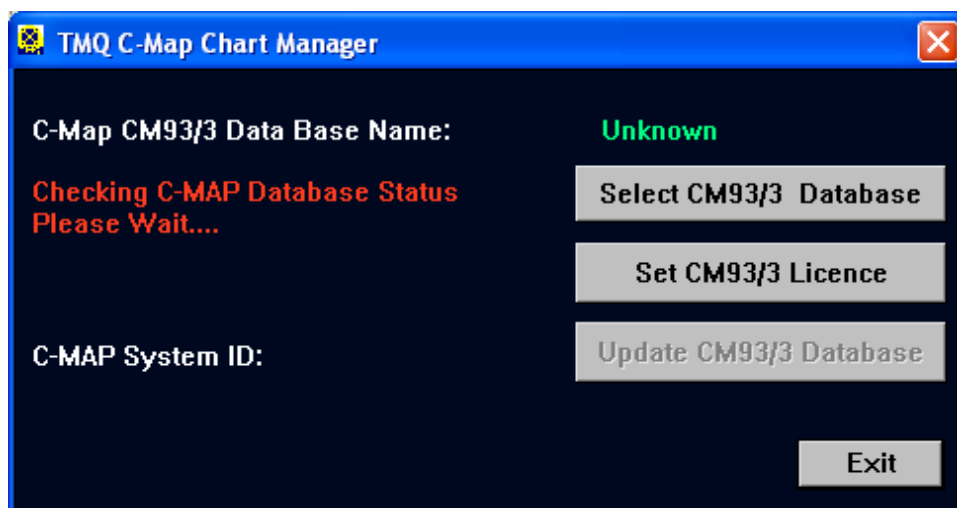 TMQ C-Map Chart Manager
C-Map CM93/3 Data Base Name: Unknown
Checking C-MAP Database Status
Please Wait....
Select CM93/3 Database
Set CM93/3 Licence
C-MAP System ID:
Update CM93/3 Database
Exit